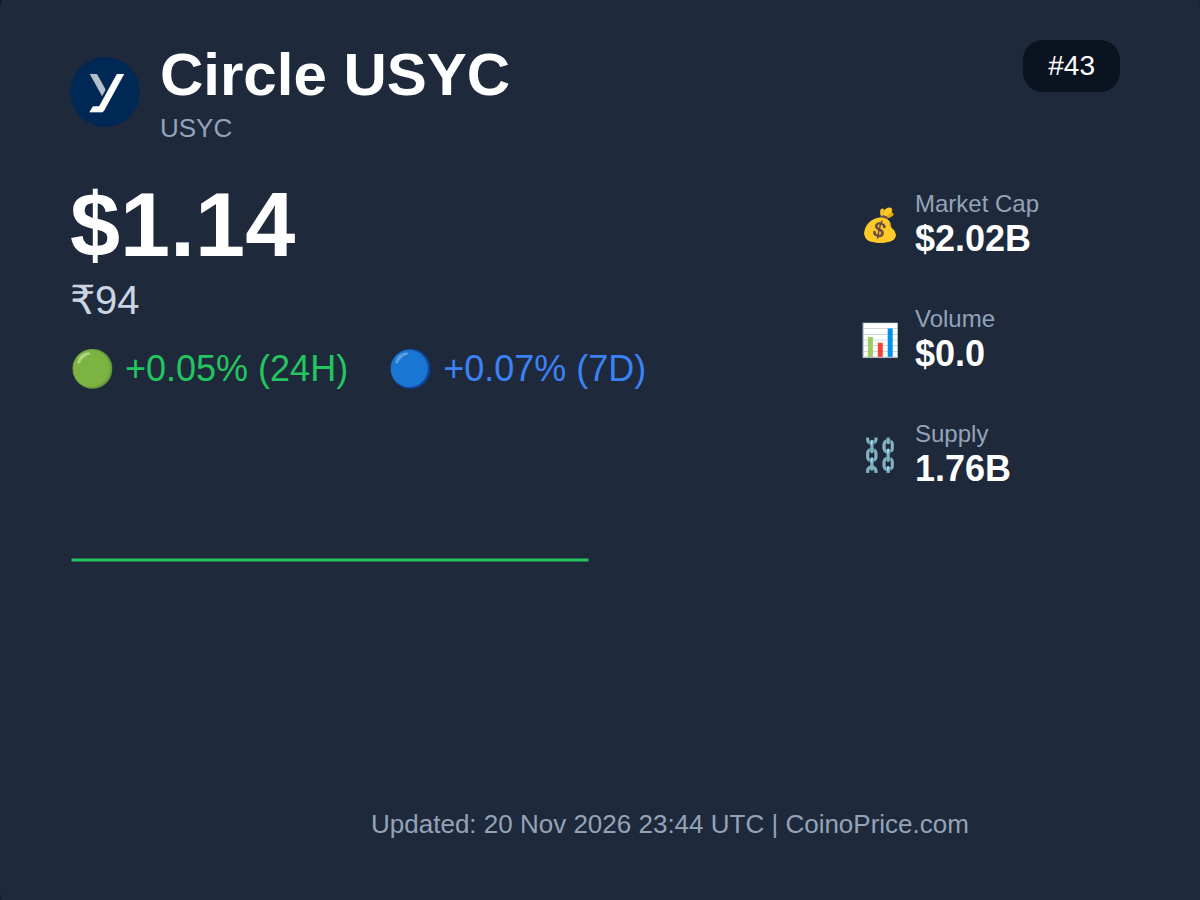 Circle USYC
USYC
#43
$1.14
₹94
+0.05% (24H)
+0.07% (7D)
Market Cap
$2.02B
Volume
$0.0
Supply
1.76B
Updated: 20 Nov 2026 23:44 UTC | CoinoPrice.com